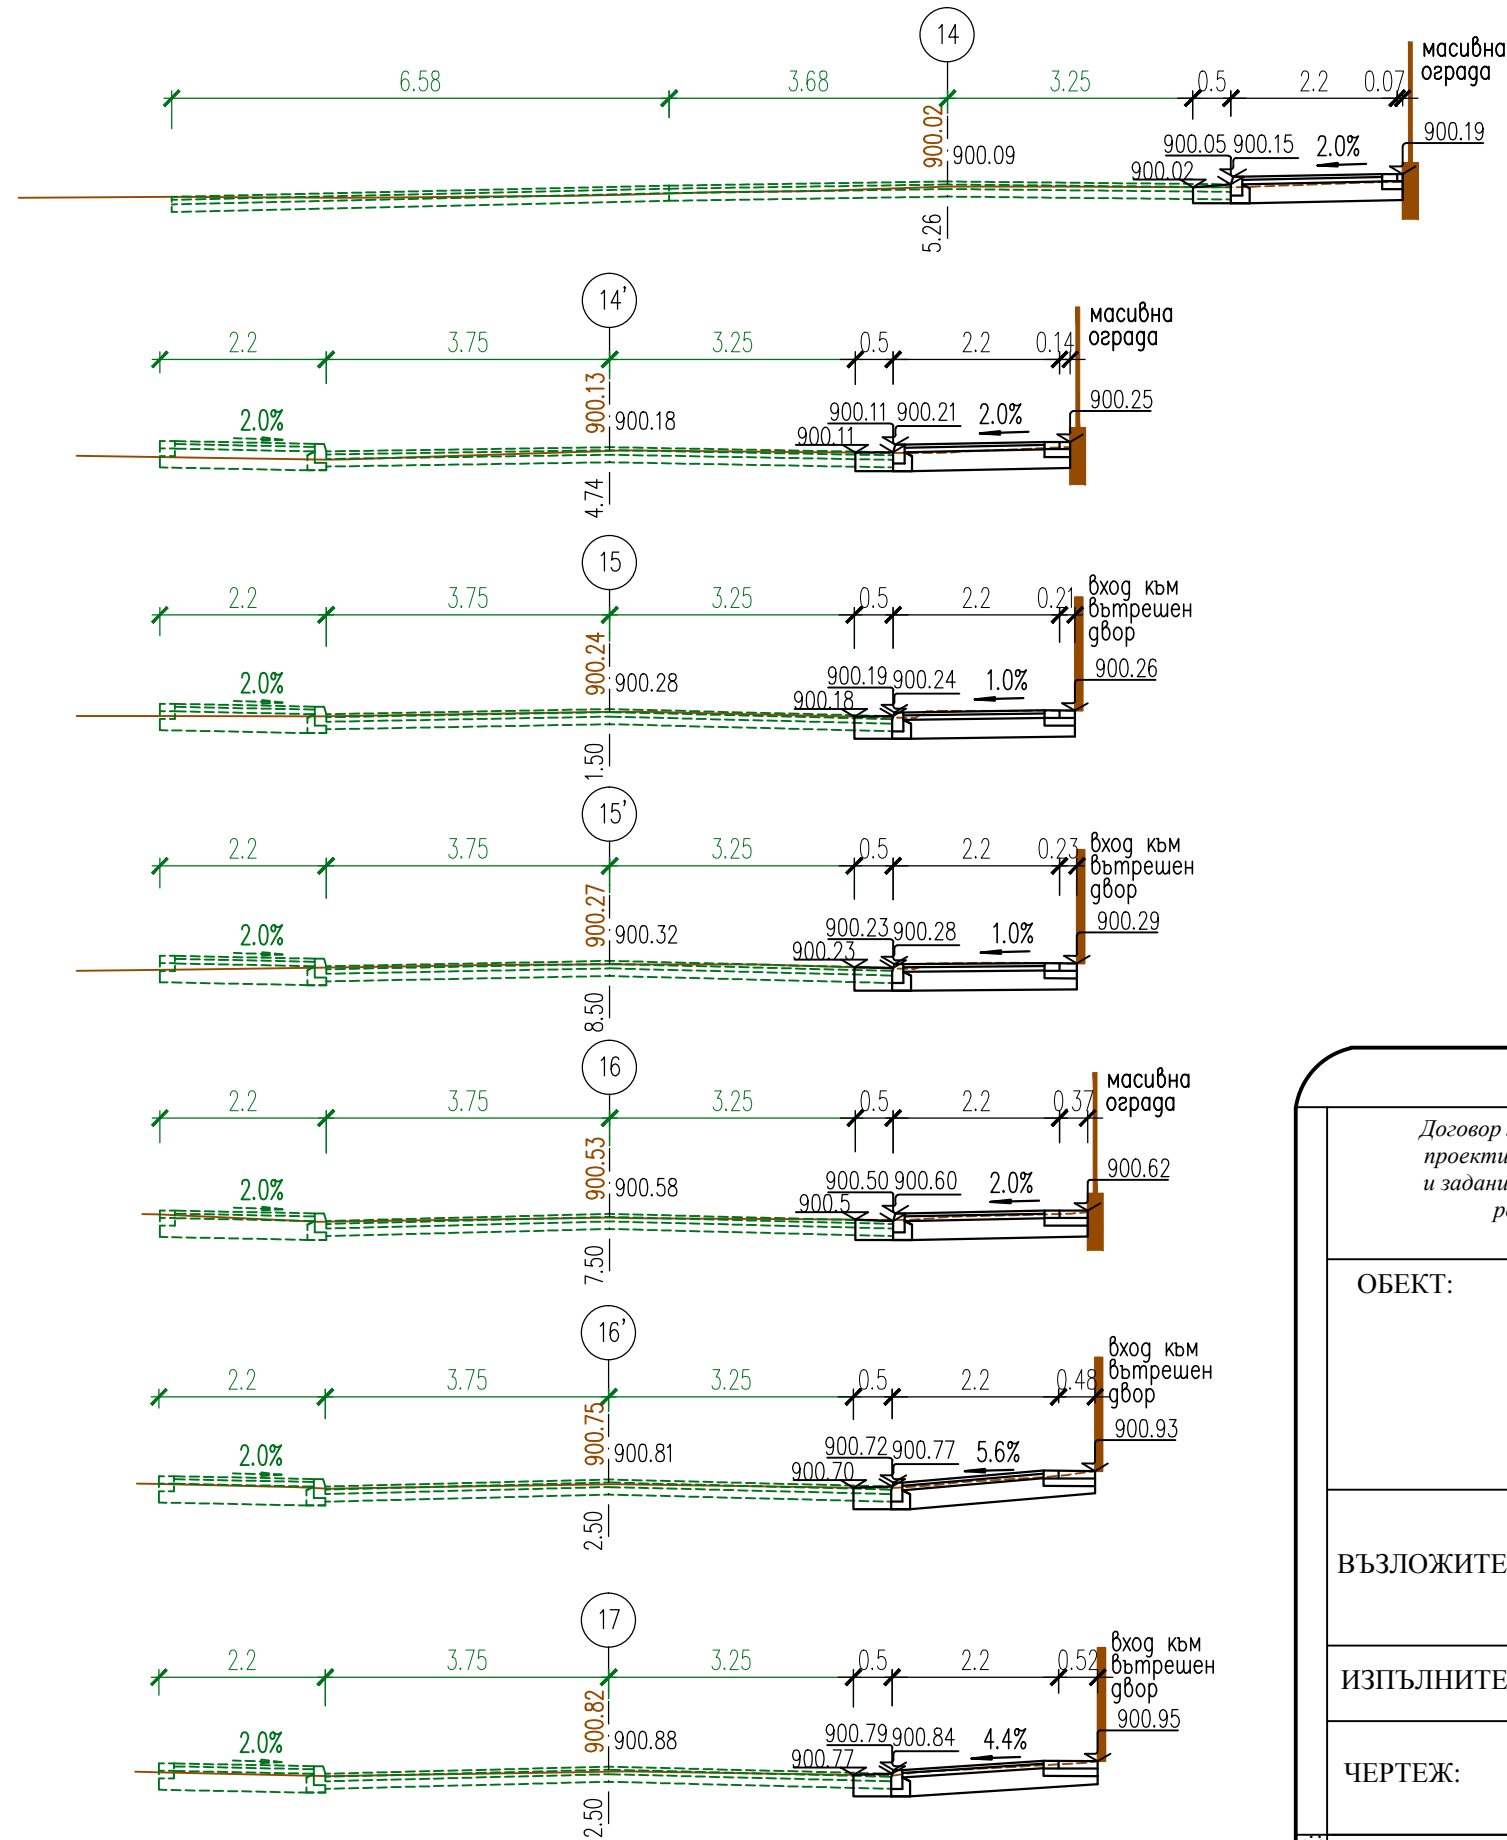 14
масивна
ограда
6.58 3.68 3.25 0.5 2.2 0.07
900.02 900.09 900.02 900.05 900.15 2.0% 900.19
5.26
14'
масивна
ограда
2.2 3.75 3.25 0.5 2.2 0.14
2.0% 900.13 900.18 900.11 900.11 900.21 2.0% 900.25
4.74
15
вход към
вътрешен
двор
2.2 3.75 3.25 0.5 2.2 0.21
2.0% 900.24 900.28 900.18 900.19 900.24 1.0% 900.26
1.50
15'
вход към
вътрешен
двор
2.2 3.75 3.25 0.5 2.2 0.23
2.0% 900.27 900.32 900.23 900.23 900.28 1.0% 900.29
8.50
16
масивна
ограда
2.2 3.75 3.25 0.5 2.2 0.37
2.0% 900.53 900.58 900.5 900.50 900.60 2.0% 900.62
7.50
16'
вход към
вътрешен
двор
2.2 3.75 3.25 0.5 2.2 0.48
2.0% 900.75 900.81 900.70 900.72 900.77 5.6% 900.93
2.50
17
вход към
вътрешен
двор
2.2 3.75 3.25 0.5 2.2 0.52
2.0% 900.82 900.88 900.77 900.79 900.84 4.4% 900.95
2.50
Договор
проекти
и задани
ОБЕКТ:
ВЪЗЛОЖИТЕ
ИЗПЪЛНИТЕ
ЧЕРТЕЖ: